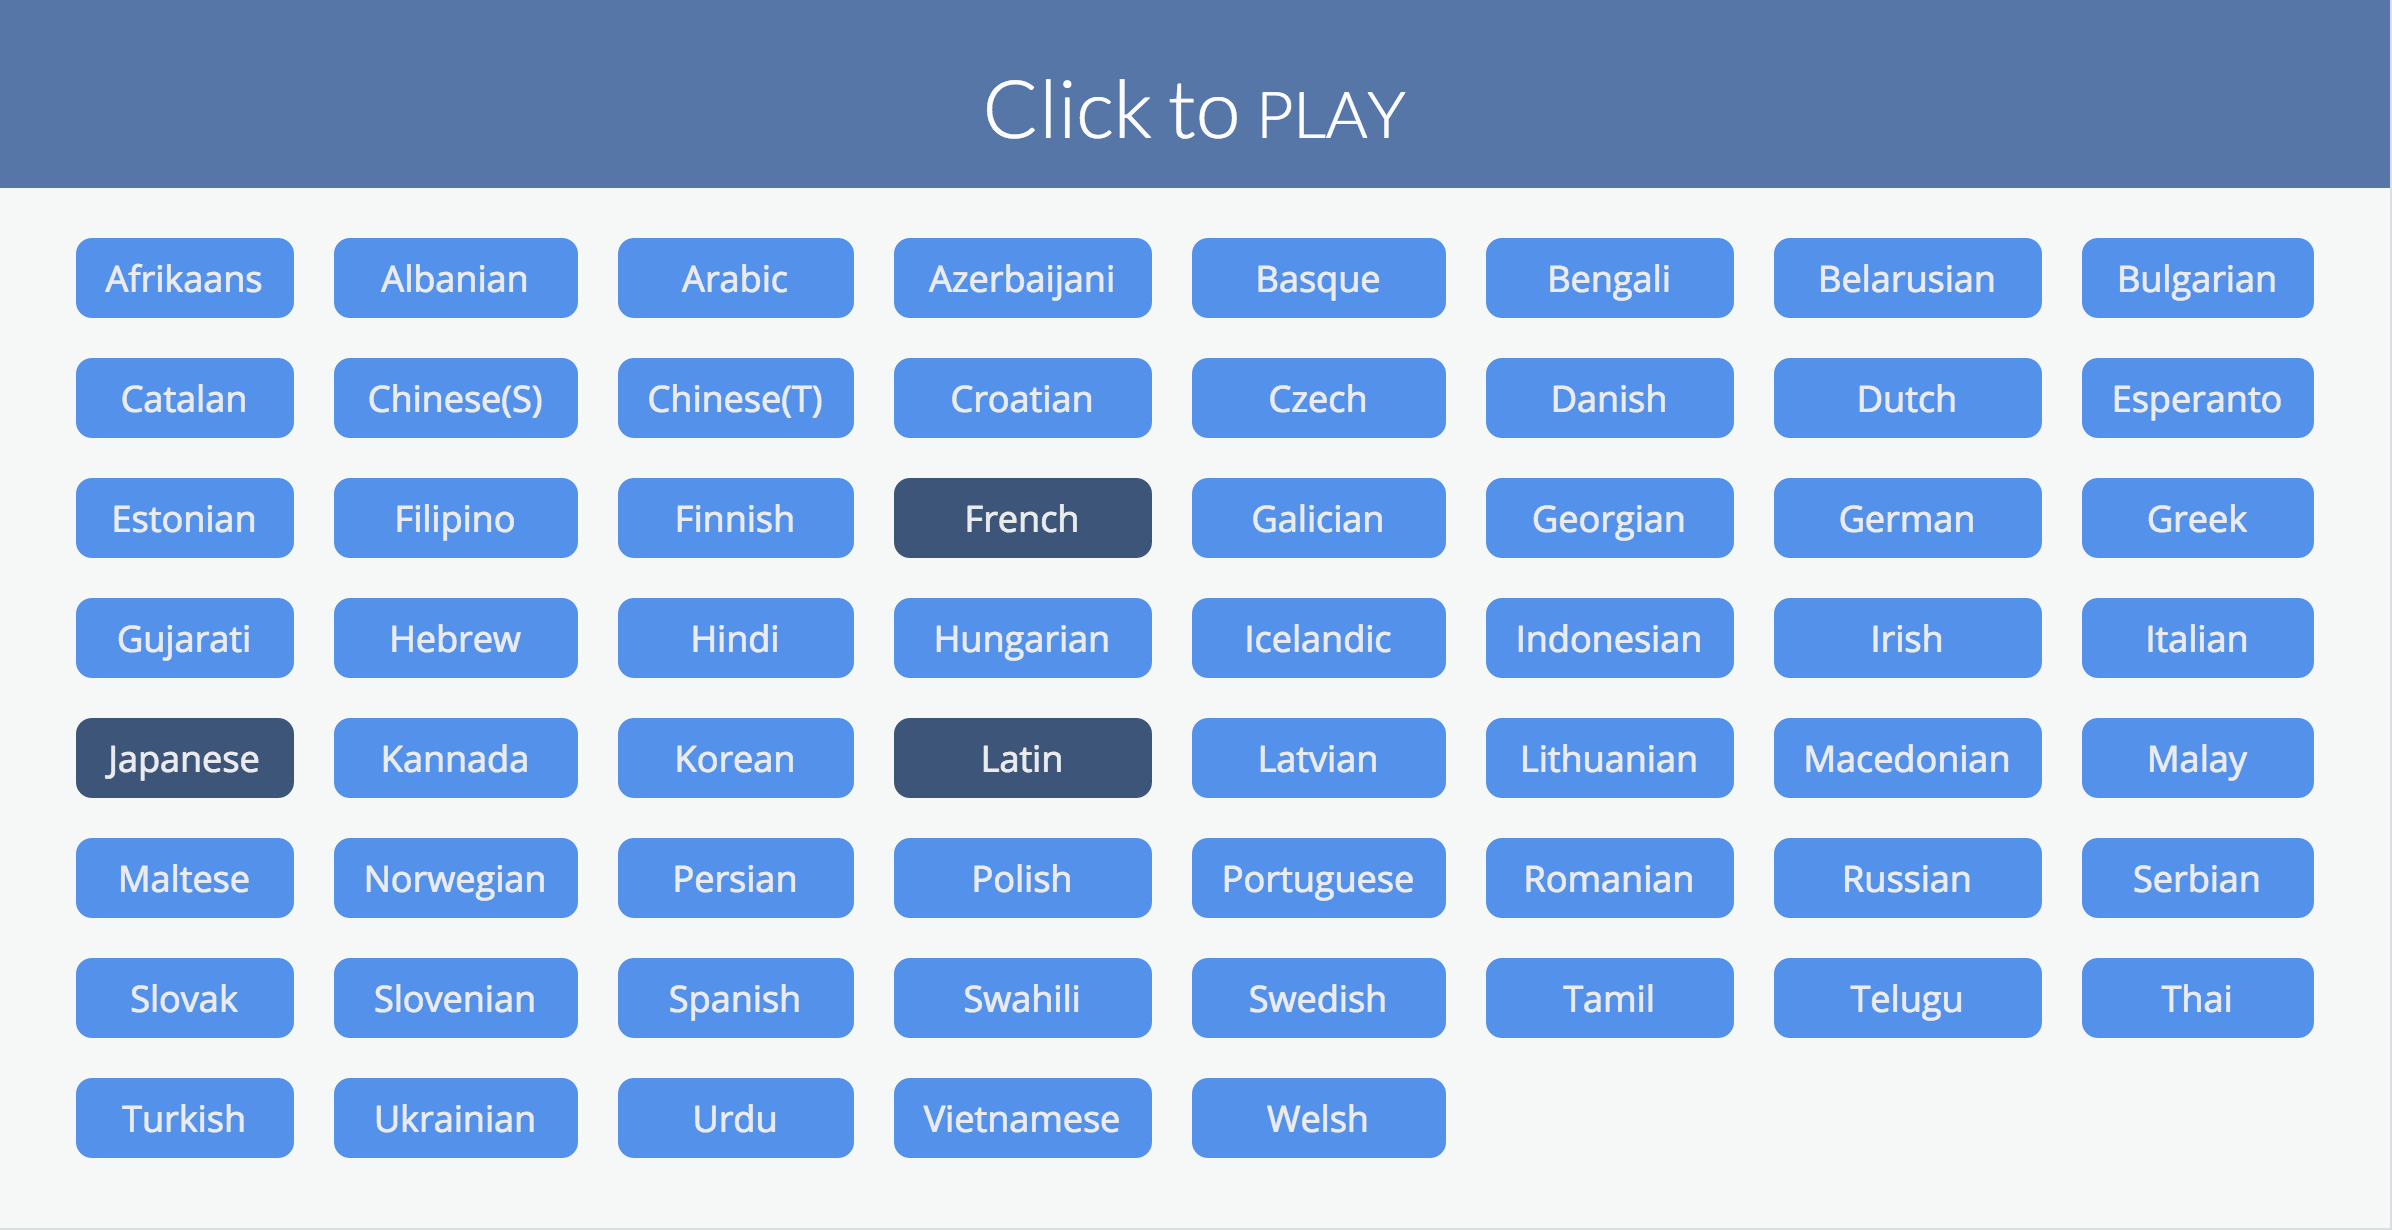 Click to PLAY
Afrikaans Albanian Arabic Azerbaijani Basque Bengali Belarusian Bulgarian
Catalan Chinese(S) Chinese(T) Croatian Czech Danish Dutch Esperanto
Estonian Filipino Finnish French Galician Georgian German Greek
Gujarati Hebrew Hindi Hungarian Icelandic Indonesian Irish Italian
Japanese Kannada Korean Latin Latvian Lithuanian Macedonian Malay
Maltese Norwegian Persian Polish Portuguese Romanian Russian Serbian
Slovak Slovenian Spanish Swahili Swedish Tamil Telugu Thai
Turkish Ukrainian Urdu Vietnamese Welsh